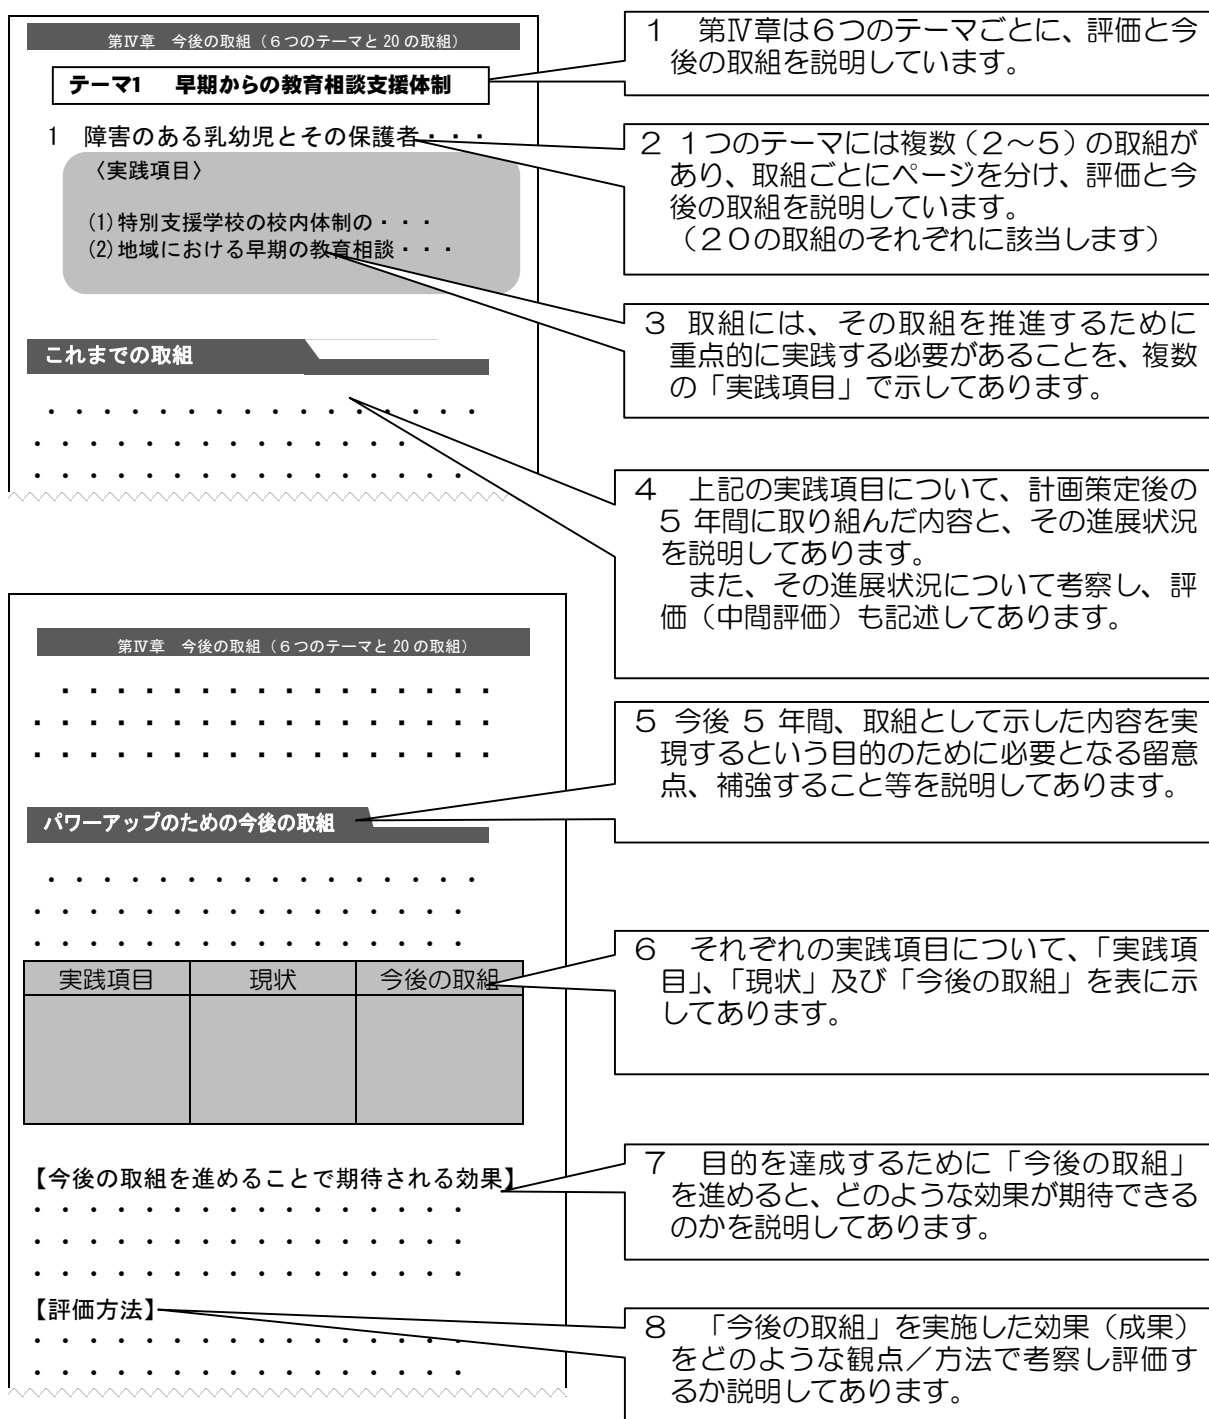 第Ⅳ章　今後の取組（６つのテーマと 20 の取組）
テーマ1　早期からの教育相談支援体制
1　障害のある乳幼児とその保護者・・・
〈実践項目〉
(1)特別支援学校の校内体制の・・・
(2)地域における早期の教育相談・・・
これまでの取組
・・・・・・・・・・・・・・・・
・・・・・・・・・・・・・・
・・・・・・・・・・・・・・・・
１　第Ⅳ章は６つのテーマごとに、評価と今
後の取組を説明しています。
２ １つのテーマには複数（２～５）の取組が
あり、取組ごとにページを分け、評価と今
後の取組を説明しています。
（２０の取組のそれぞれに該当します）
３ 取組には、その取組を推進するために
重点的に実践する必要があることを、複数
の「実践項目」で示してあります。
４　上記の実践項目について、計画策定後の
５ 年間に取り組んだ内容と、その進展状況
を説明してあります。
また、その進展状況について考察し、評
価（中間評価）も記述してあります。
第Ⅳ章　今後の取組（６つのテーマと 20 の取組）
・・・・・・・・・・・・・・・・
・・・・・・・・・・・・・・・・・
・・・・・・・・・・・・・・・・・
パワーアップのための今後の取組
・・・・・・・・・・・・・・・・
・・・・・・・・・・・・・・・・
・・・・・・・・・・・・・・・・
実践項目　現状　今後の取組
【今後の取組を進めることで期待される効果】
・・・・・・・・・・・・・・・・
・・・・・・・・・・・・・・・・
・・・・・・・・・・・・・・・・
【評価方法】
・・・・・・・・・・・・・・・・
・・・・・・・・・・・・・・・・
５ 今後 ５ 年間、取組として示した内容を実
現するという目的のために必要となる留意
点、補強すること等を説明してあります。
６　それぞれの実践項目について、「実践項
目」、「現状」及び「今後の取組」を表に示
してあります。
７　目的を達成するために「今後の取組」
を進めると、どのような効果が期待できる
のかを説明してあります。
８　「今後の取組」を実施した効果（成果）
をどのような観点／方法で考察し評価す
るか説明してあります。